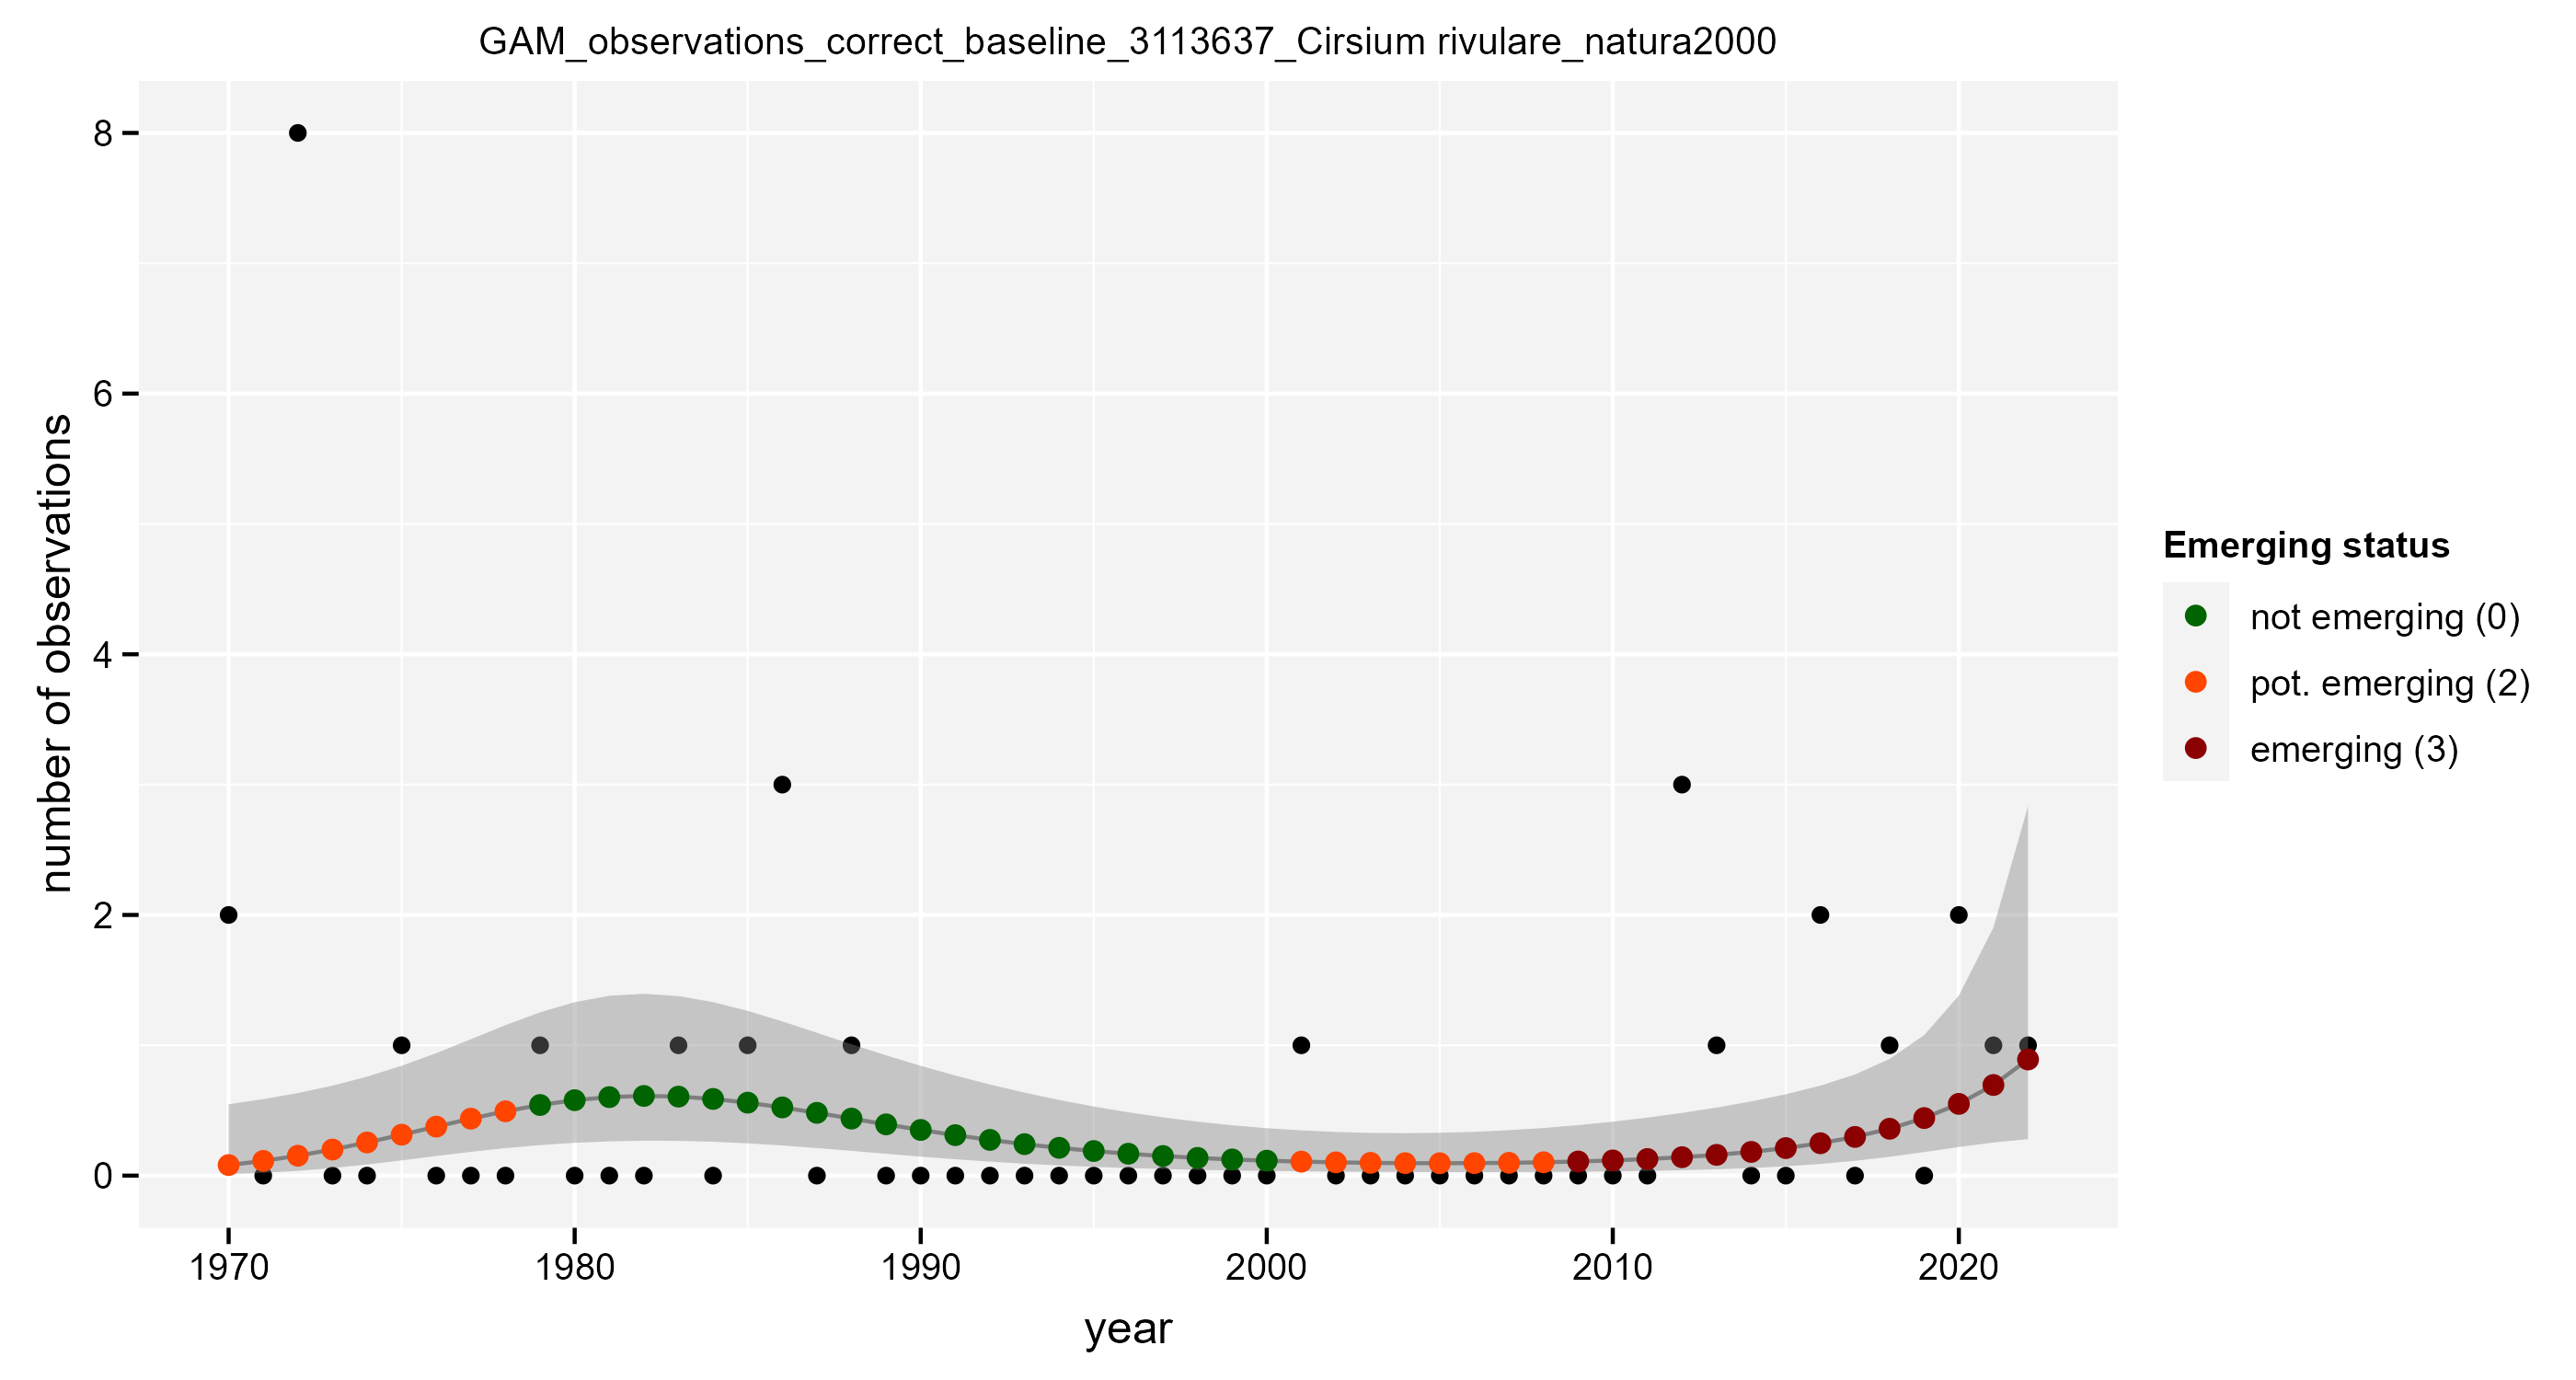 GAM_observations_correct_baseline_3113637_Cirsium rivulare_natura2000
8
6
4
2
0
number of observations
1970
1980
1990
2000
2010
2020
year
Emerging status
not emerging (0)
pot. emerging (2)
emerging (3)